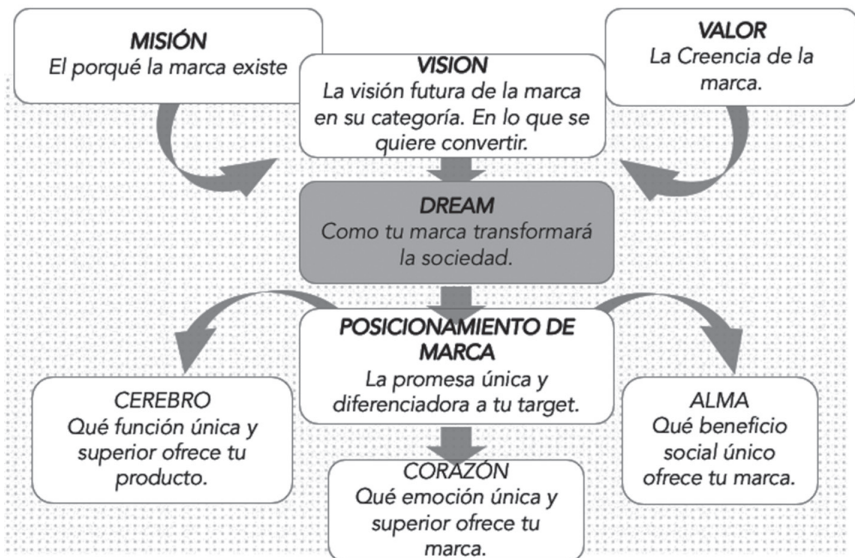 MISIÓN
El porqué la marca existe
VISION
La visión futura de la marca
en su categoría. En lo que se
quiere convertir.
VALOR
La Creencia de la
marca.
DREAM
Como tu marca transformará
la sociedad.
POSICIONAMIENTO DE
MARCA
La promesa única y
diferenciadora a tu target.
CEREBRO
Qué función única y
superior ofrece tu
producto.
CORAZÓN
Qué emoción única y
superior ofrece tu
marca.
ALMA
Qué beneficio
social único
ofrece tu marca.